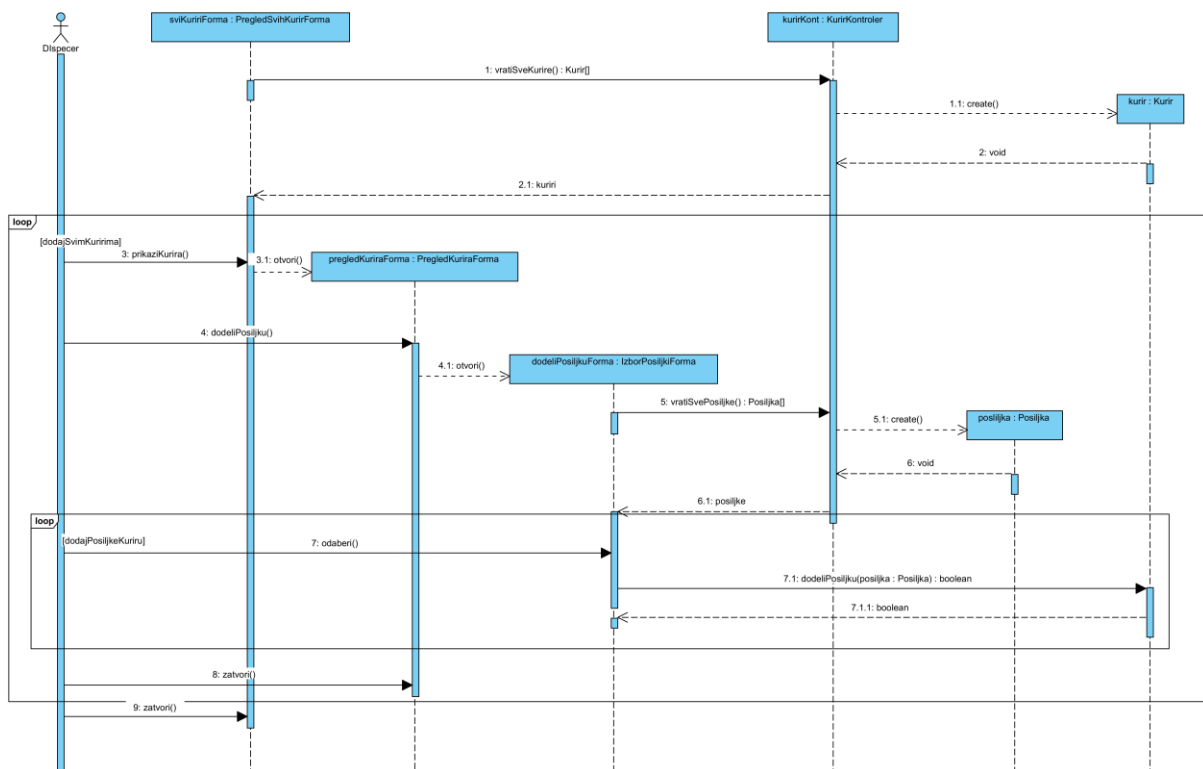 sviKuririForma : PregledSvihKurirForma
kurirKont : KurirKontroler
DIspecer
1: vratiSveKurire() : Kurir[]
1.1: create()
kurir : Kurir
2: void
2.1: kuriri
loop
[dodajSvimKuririma]
3: prikaziKurira()
3.1: otvori()
pregledKuriraForma : PregledKuriraForma
4: dodeliPosiljku()
4.1: otvori()
dodeliPosiljkuForma : IzborPosiljkiForma
5: vratiSvePosiljke() : Posiljka[]
5.1: create()
posliljka : Posiljka
6: void
6.1: posiljke
loop
[dodajPosiljkeKuriru]
7: odaberi()
7.1: dodeliPosiljku(posiljka : Posiljka) : boolean
7.1.1: boolean
8: zatvori()
9: zatvori()